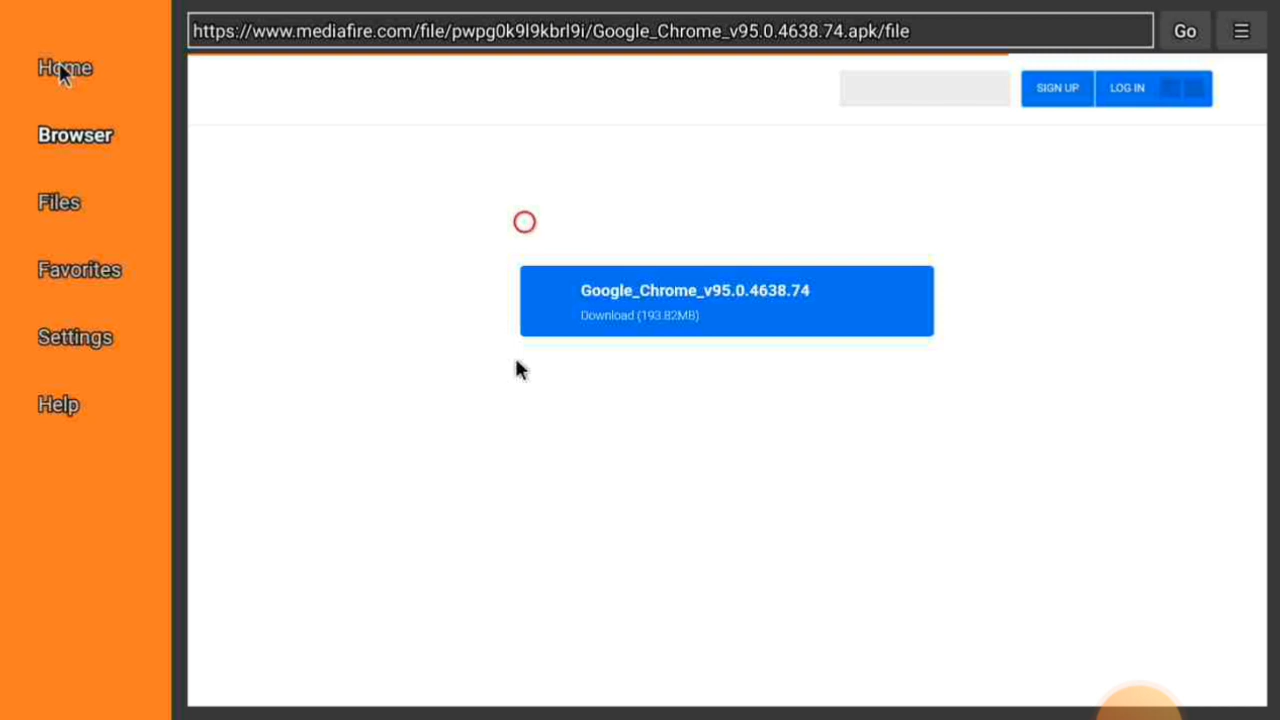 https://www.mediafire.com/file/pwpg0k9l9kbrl9i/Google_Chrome_v95.0.4638.74.apk/file
Go
Home
Browser
Files
Favorites
Settings
Help
SIGN UP
LOG IN
Google_Chrome_v95.0.4638.74
Download (193.82MB)